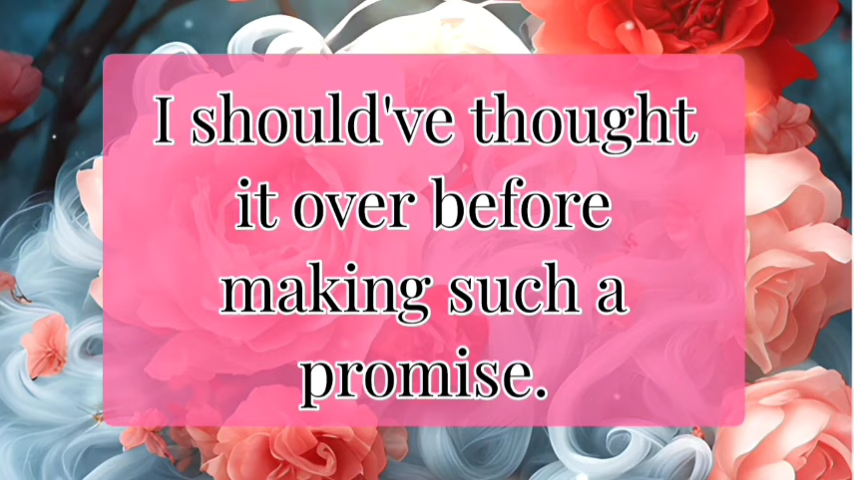 I should've thought
it over before
making such a
promise.